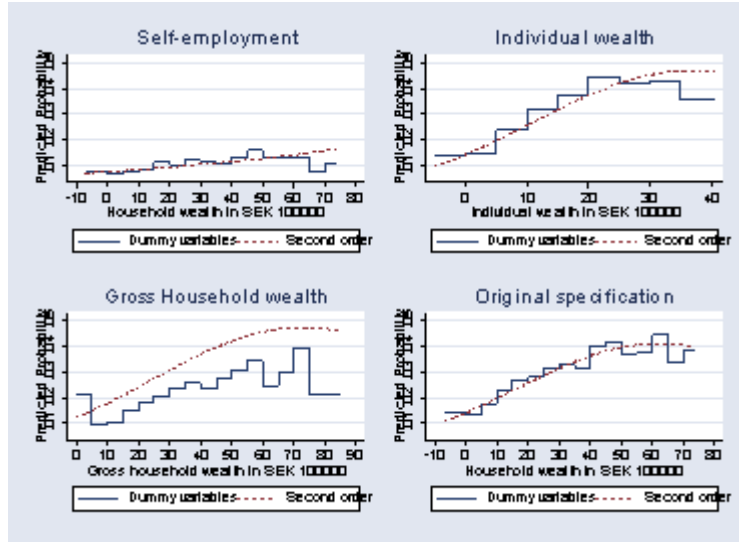 Self-employment
Predicted Probability
-10 0 10 20 30 40 50 60 70 80
Household wealth in SEK
Dummy variables Second order
Individual wealth
Predicted Probability
0 10 20 30 40
Individual wealth in SEK
Dummy variables Second order
Gross Household wealth
Predicted Probability
0 10 20 30 40 50 60 70 80 90
Gross household wealth in SEK
Dummy variables Second order
Original specification
Predicted Probability
-10 0 10 20 30 40 50 60 70 80
Household wealth in SEK
Dummy variables Second order